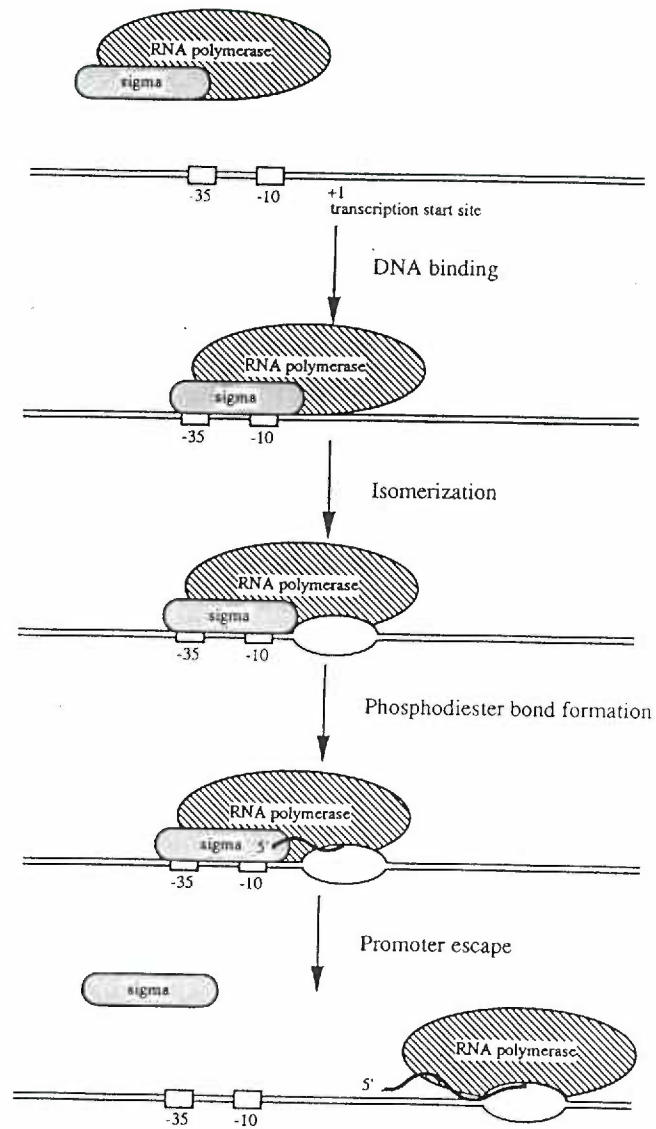 RNA polymerase
sigma
-35
-10
+1
transcription start site
DNA binding
RNA polymerase
sigma
-35
-10
Isomerization
RNA polymerase
sigma
-35
-10
Phosphodiester bond formation
RNA polymerase
sigma 5'
-35
-10
Promoter escape
sigma
RNA polymerase
5'
-35
-10